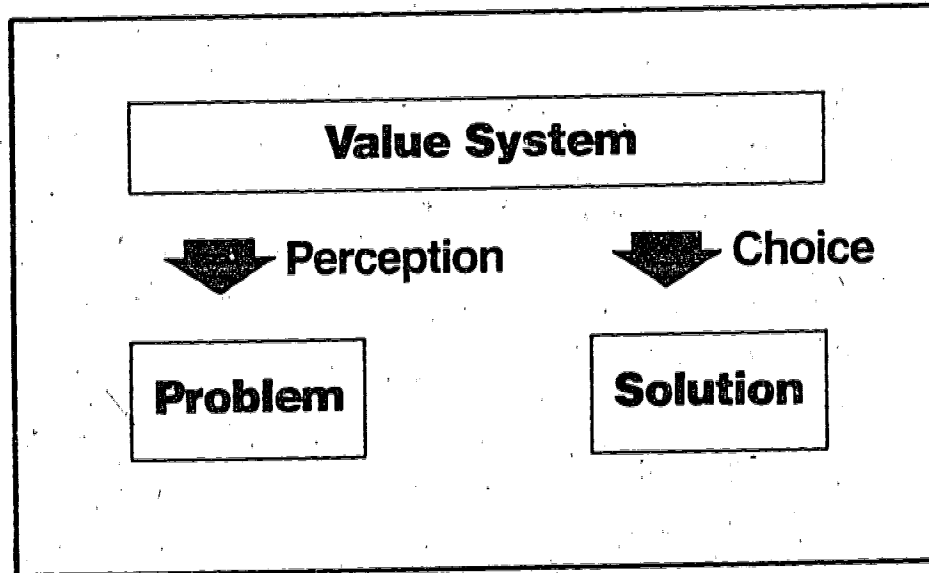 Value System
Perception
Choice
Problem
Solution